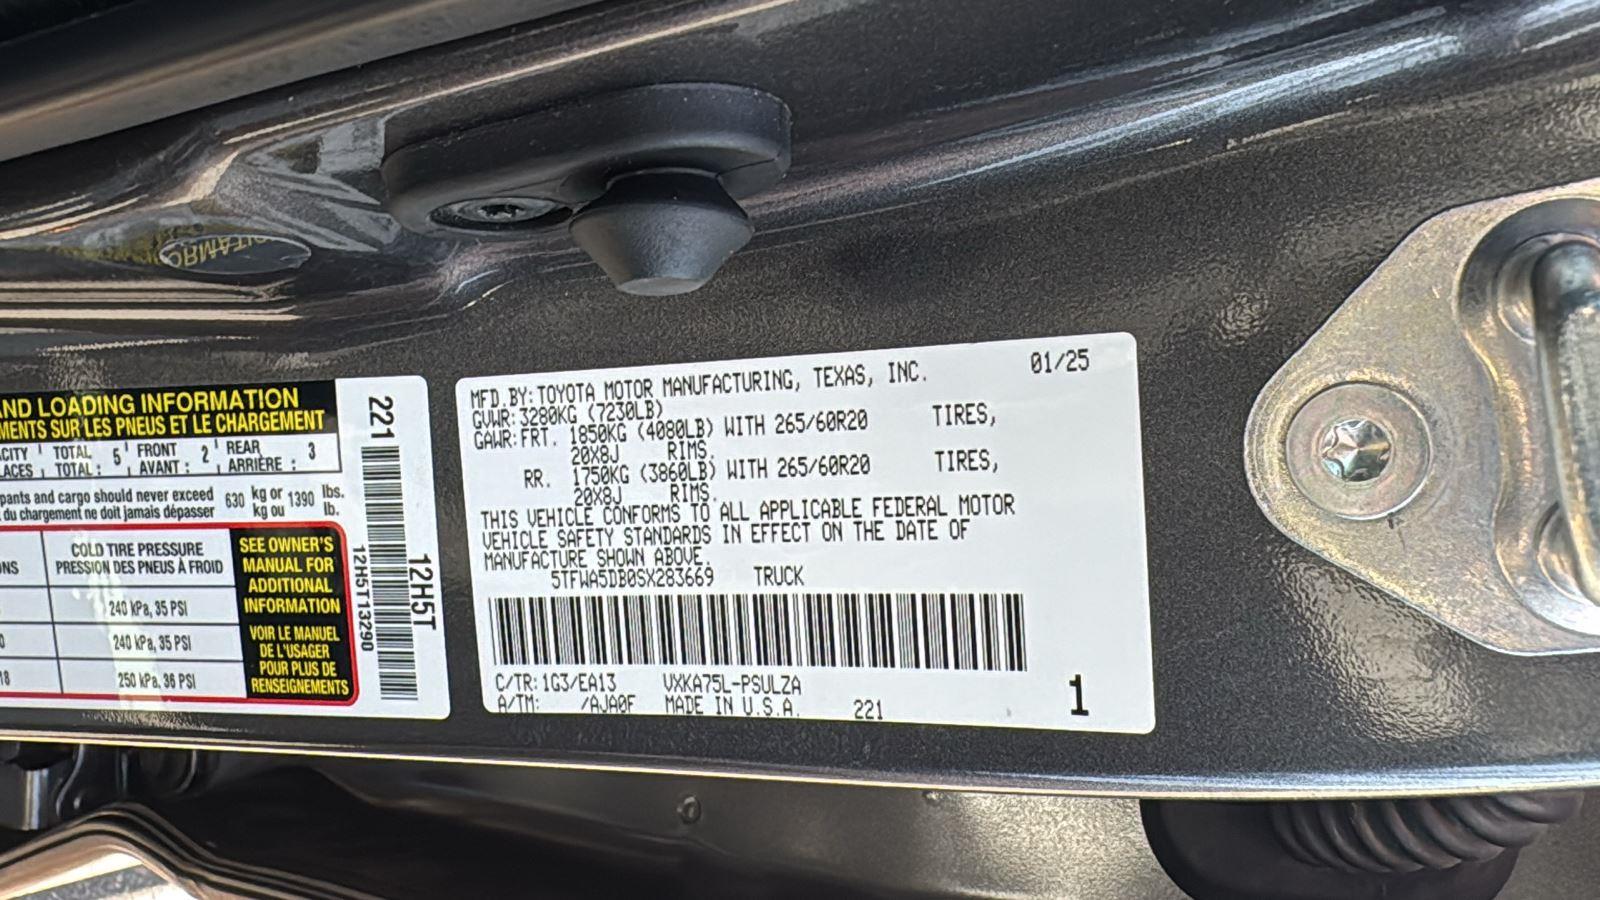 AND LOADING INFORMATION
MENTS SUR LES PNEUS ET LE CHARGEMENT
TOTAL 5 FRONT 2 REAR 3
TOTAL : AVANT : ARRIÈRE :
and cargo should never exceed 630 kg or 1390 lbs.
du chargement ne doit jamais dépasser kg ou lb.
COLD TIRE PRESSURE
PRESSION DES PNEUS À FROID
240 kPa, 35 PSI
240 kPa, 35 PSI
250 kPa, 36 PSI
SEE OWNER'S
MANUAL FOR
ADDITIONAL
INFORMATION
VOIR LE MANUEL
DE L'USAGER
POUR PLUS DE
RENSEIGNEMENTS
221
12H5T13290
12H5T
MFD.BY:TOYOTA MOTOR MANUFACTURING, TEXAS, INC. 01/25
GVWR:3280KG (7230LB)
GAWR:FRT. 1850KG (4080LB) WITH 265/60R20 TIRES,
20X8J RIMS.
RR. 1750KG (3860LB) WITH 265/60R20 TIRES,
20X8J RIMS.
THIS VEHICLE CONFORMS TO ALL APPLICABLE FEDERAL MOTOR
VEHICLE SAFETY STANDARDS IN EFFECT ON THE DATE OF
MANUFACTURE SHOWN ABOVE.
5TFWA5DB0SX283669 TRUCK
C/TR:1G3/EA13 VXKA75L-PSULZA
A/TM: /AJA0F MADE IN U.S.A. 221
1